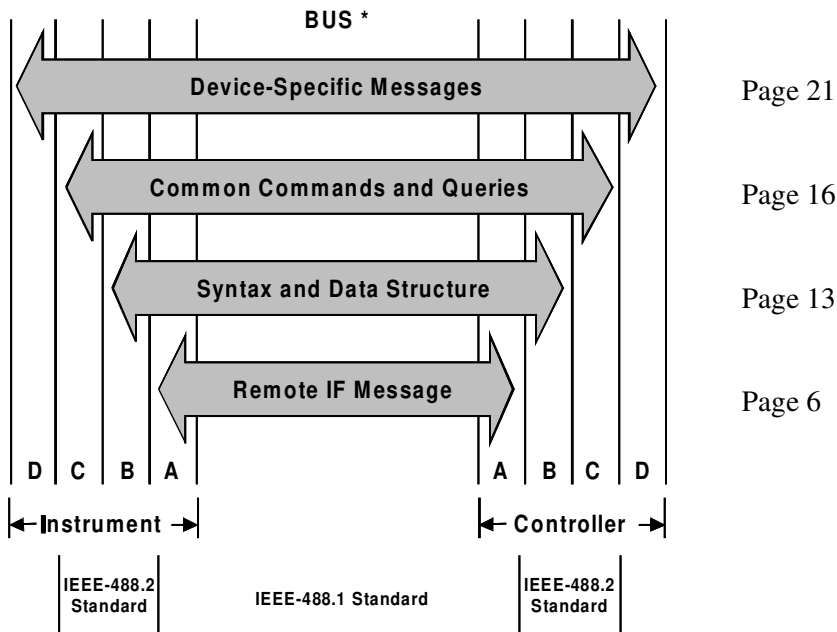 BUS *
Device-Specific Messages
Page 21
Common Commands and Queries
Page 16
Syntax and Data Structure
Page 13
Remote IF Message
Page 6
D C B A A B C D
Instrument Controller
IEEE-488.2 Standard
IEEE-488.1 Standard
IEEE-488.2 Standard